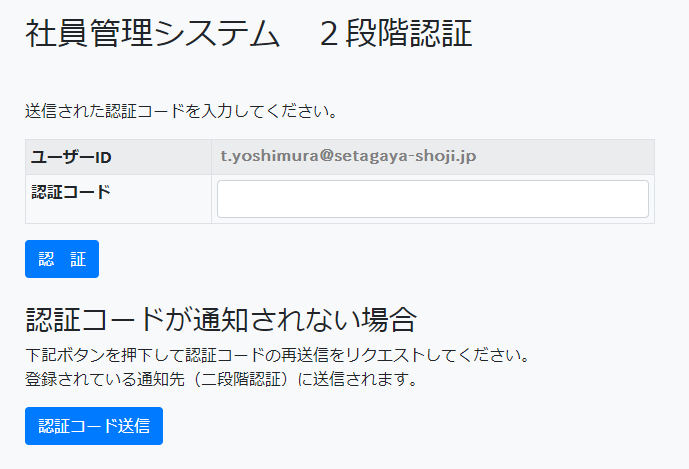 社員管理システム　２段階認証
送信された認証コードを入力してください。
ユーザーID　t.yoshimura@setagaya-shoji.jp
認証コード
認　証
認証コードが通知されない場合
下記ボタンを押下して認証コードの再送信をリクエストしてください。
登録されている通知先（二段階認証）に送信されます。
認証コード送信